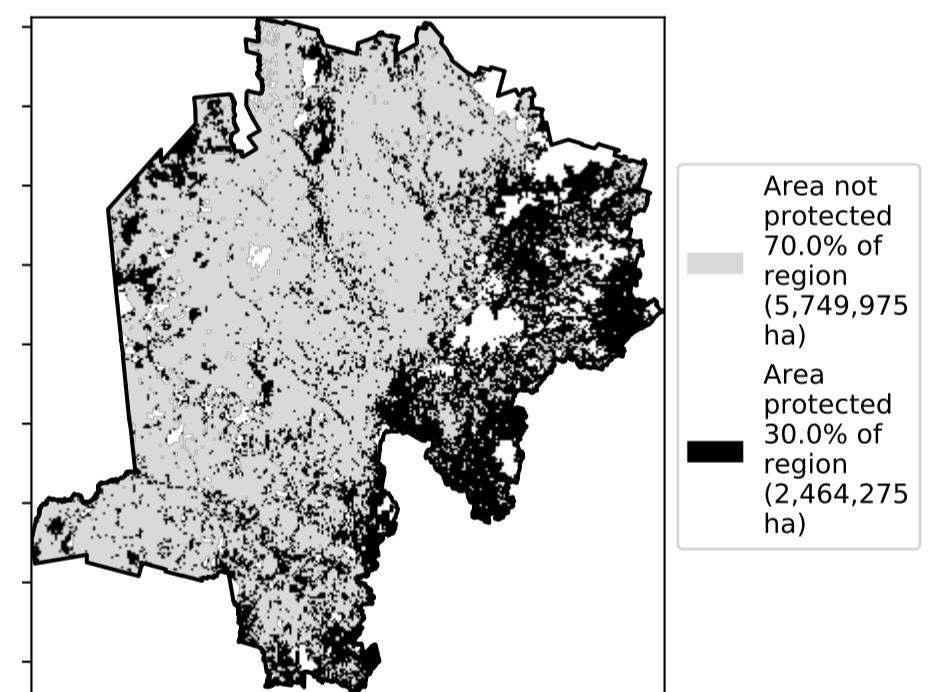 Area not
protected
70.0% of
region
(5,749,975
ha)
Area
protected
30.0% of
region
(2,464,275
ha)